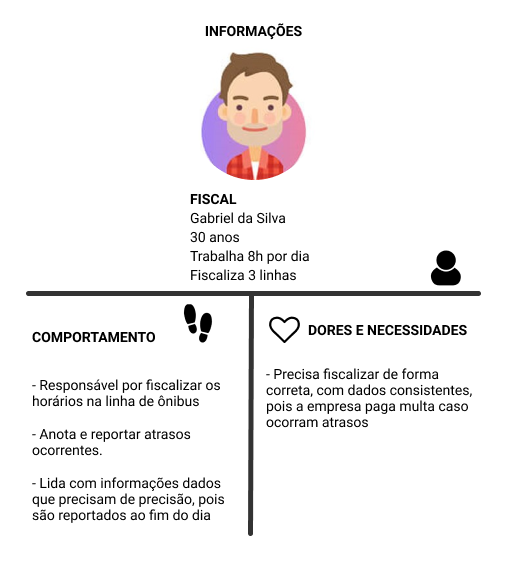 INFORMAÇÕES
FISCAL
Gabriel da Silva
30 anos
Trabalha 8h por dia
Fiscaliza 3 linhas
COMPORTAMENTO
- Responsável por fiscalizar os
horários na linha de ônibus
- Anota e reportar atrasos
ocorrentes.
- Lida com informações dados
que precisam de precisão, pois
são reportados ao fim do dia
DORES E NECESSIDADES
- Precisa fiscalizar de forma
correta, com dados consistentes,
pois a empresa paga multa caso
ocorram atrasos